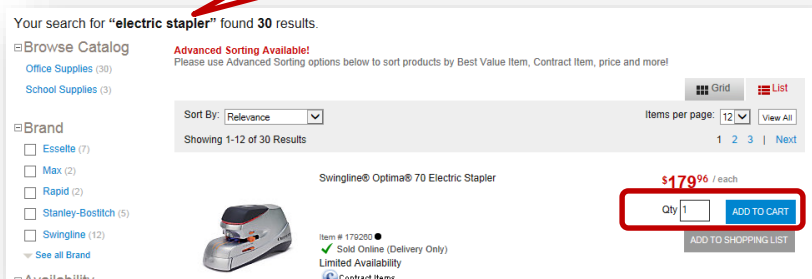 Your search for “electric stapler” found 30 results.
Browse Catalog
Office Supplies (30)
School Supplies (3)
Advanced Sorting Available!
Please use Advanced Sorting options below to sort products by Best Value Item, Contract Item, price and more!
Grid List
Sort By: Relevance
Items per page: 12 View All
Showing 1-12 of 30 Results
1 2 3 | Next
Brand
Esselte (7)
Max (2)
Rapid (2)
Stanley-Bostitch (5)
Swingline (12)
See all Brand
Availability
Swingline® Optima® 70 Electric Stapler
$179 96 / each
Qty 1 ADD TO CART
ADD TO SHOPPING LIST
Item # 179260
Sold Online (Delivery Only)
Limited Availability
Contract Items